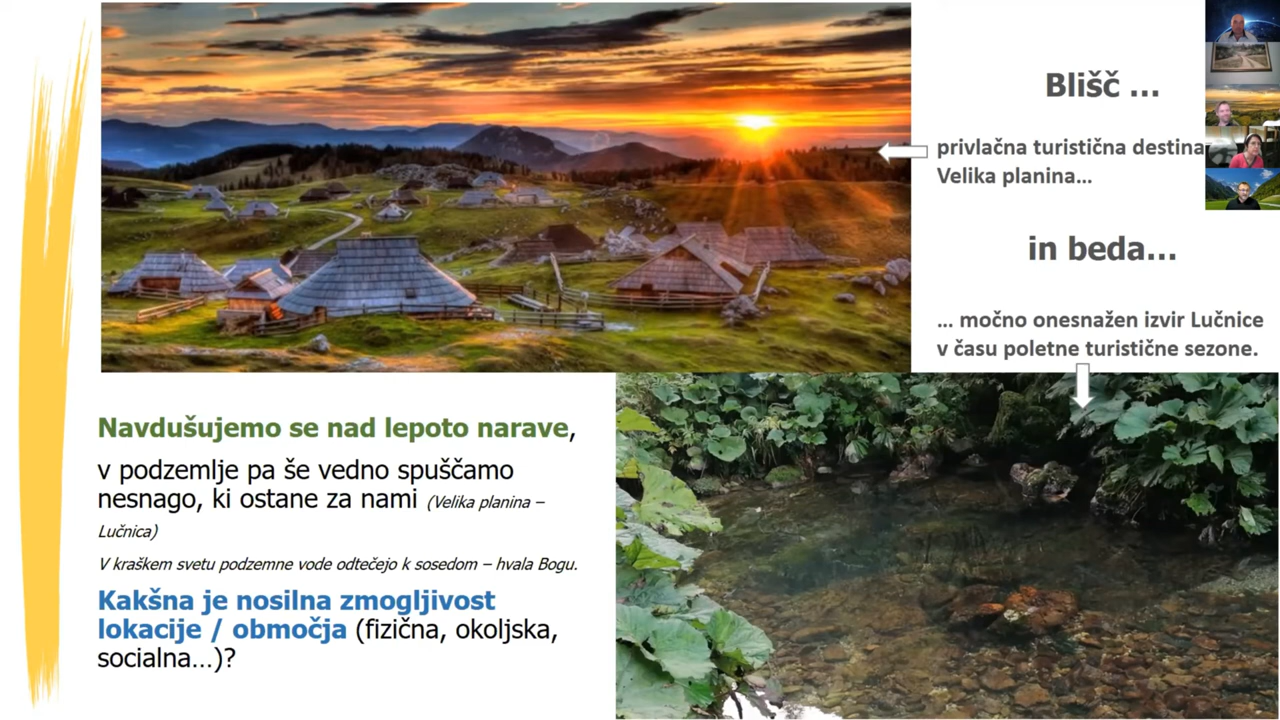 Blišč ...
privlačna turistična destina
Velika planina...
in beda...
... močno onesnažen izvir Lučnice
v času poletne turistične sezone.
Navdušujemo se nad lepoto narave,
v podzemlje pa še vedno spuščamo
nesnago, ki ostane za nami (Velika planina –
Lučnica)
V kraškem svetu podzemne vode odtečejo k sosedom – hvala Bogu.
Kakšna je nosilna zmogljivost
lokacije / območja (fizična, okoljska,
socialna...)?